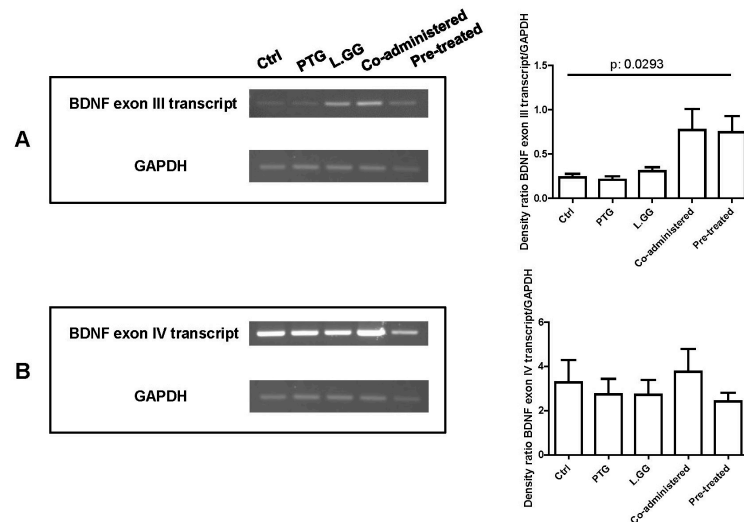 Ctrl PTG L.GG Co-administered Pre-treated
BDNF exon III transcript
A
GAPDH
Density ratio BDNF exon III transcript/GAPDH
p: 0.0293
1.5
1.0
0.5
0.0
Ctrl PTG L.GG Co-administered Pre-treated
BDNF exon IV transcript
B
GAPDH
Density ratio BDNF exon IV transcript/GAPDH
6
4
2
0
Ctrl PTG L.GG Co-administered Pre-treated